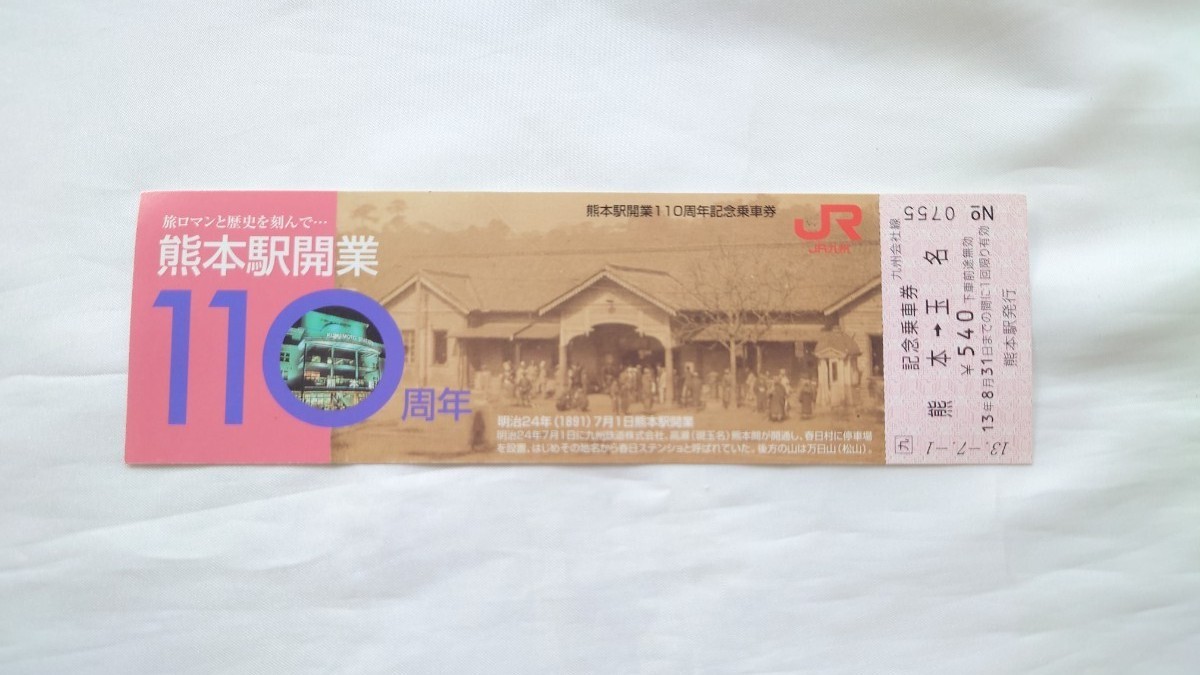 旅ロマンと歴史を刻んで…
熊本駅開業
110周年
熊本駅開業110周年記念乗車券
JR
JR九州
明治24年(1891)7月1日熊本駅開業
明治24年7月1日に九州鉄道株式会社、高瀬(現玉名)熊本間が開通し、春日村に停車場
を設置。はじめその地名から春日ステンショと呼ばれていた。後方の山は万日山(松山)。
九州会社線
記念乗車券
熊本→玉名
￥540 下車前途無効
13年8月31日までの間に1回限り有効
熊本駅発行
No 0755
13.-7.-1
九